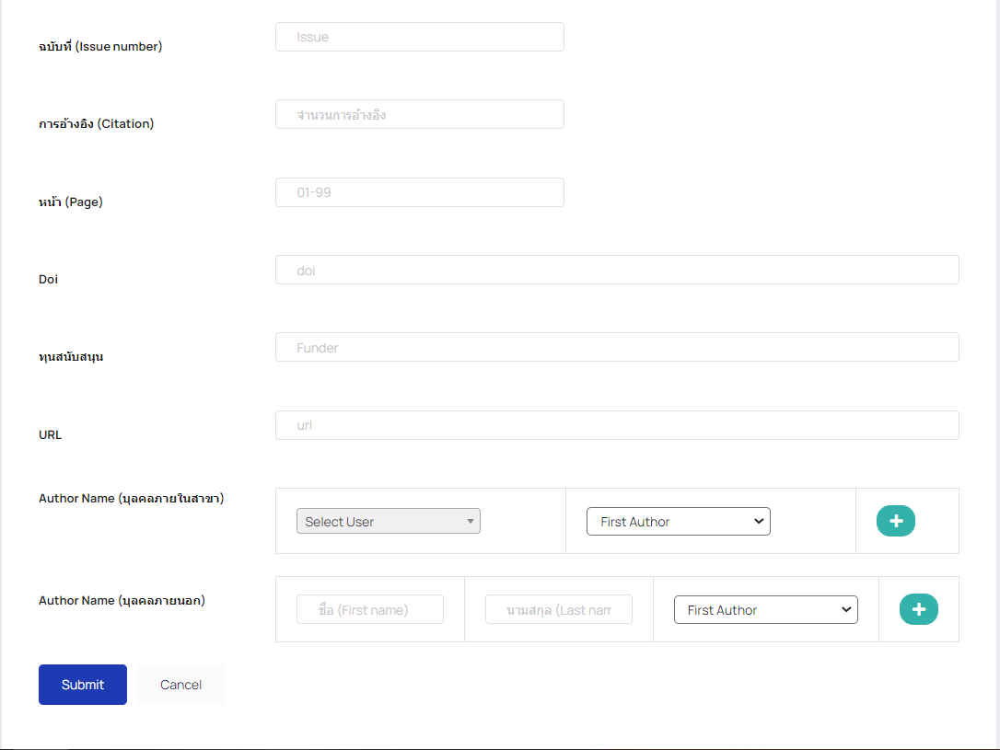 ฉบับที่ (Issue number)
Issue
การอ้างอิง (Citation)
จำนวนการอ้างอิง
หน้า (Page)
01-99
Doi
doi
ทุนสนับสนุน
Funder
URL
url
Author Name (บุลคลภายในสาขา)
Select User
First Author
Author Name (บุลคลภายนอก)
ชื่อ (First name)
นามสกุล (Last nam
First Author
Submit
Cancel